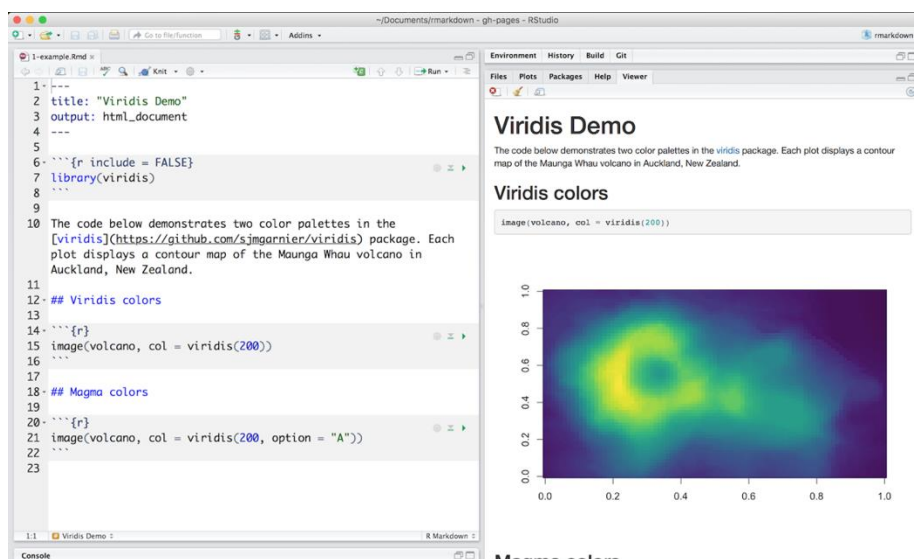 ~/Documents/rmarkdown - gh-pages - RStudio
Go to file/function
Addins
rmarkdown
1-example.Rmd
Knit
Run
1 ---
2 title: "Viridis Demo"
3 output: html_document
4 ---
5
6 ```{r include = FALSE}
7 library(viridis)
8 ```
9
10 The code below demonstrates two color palettes in the
[viridis](https://github.com/sjmgarnier/viridis) package. Each
plot displays a contour map of the Maunga Whau volcano in
Auckland, New Zealand.
11
12 ## Viridis colors
13
14 ```{r}
15 image(volcano, col = viridis(200))
16 ```
17
18 ## Magma colors
19
20 ```{r}
21 image(volcano, col = viridis(200, option = "A"))
22 ```
23
1:1 Viridis Demo R Markdown
Console
Environment History Build Git
Files Plots Packages Help Viewer
Viridis Demo
The code below demonstrates two color palettes in the viridis package. Each plot displays a contour
map of the Maunga Whau volcano in Auckland, New Zealand.
Viridis colors
image(volcano, col = viridis(200))
1.0
0.8
0.6
0.4
0.2
0.0
0.0 0.2 0.4 0.6 0.8 1.0
Magma colors